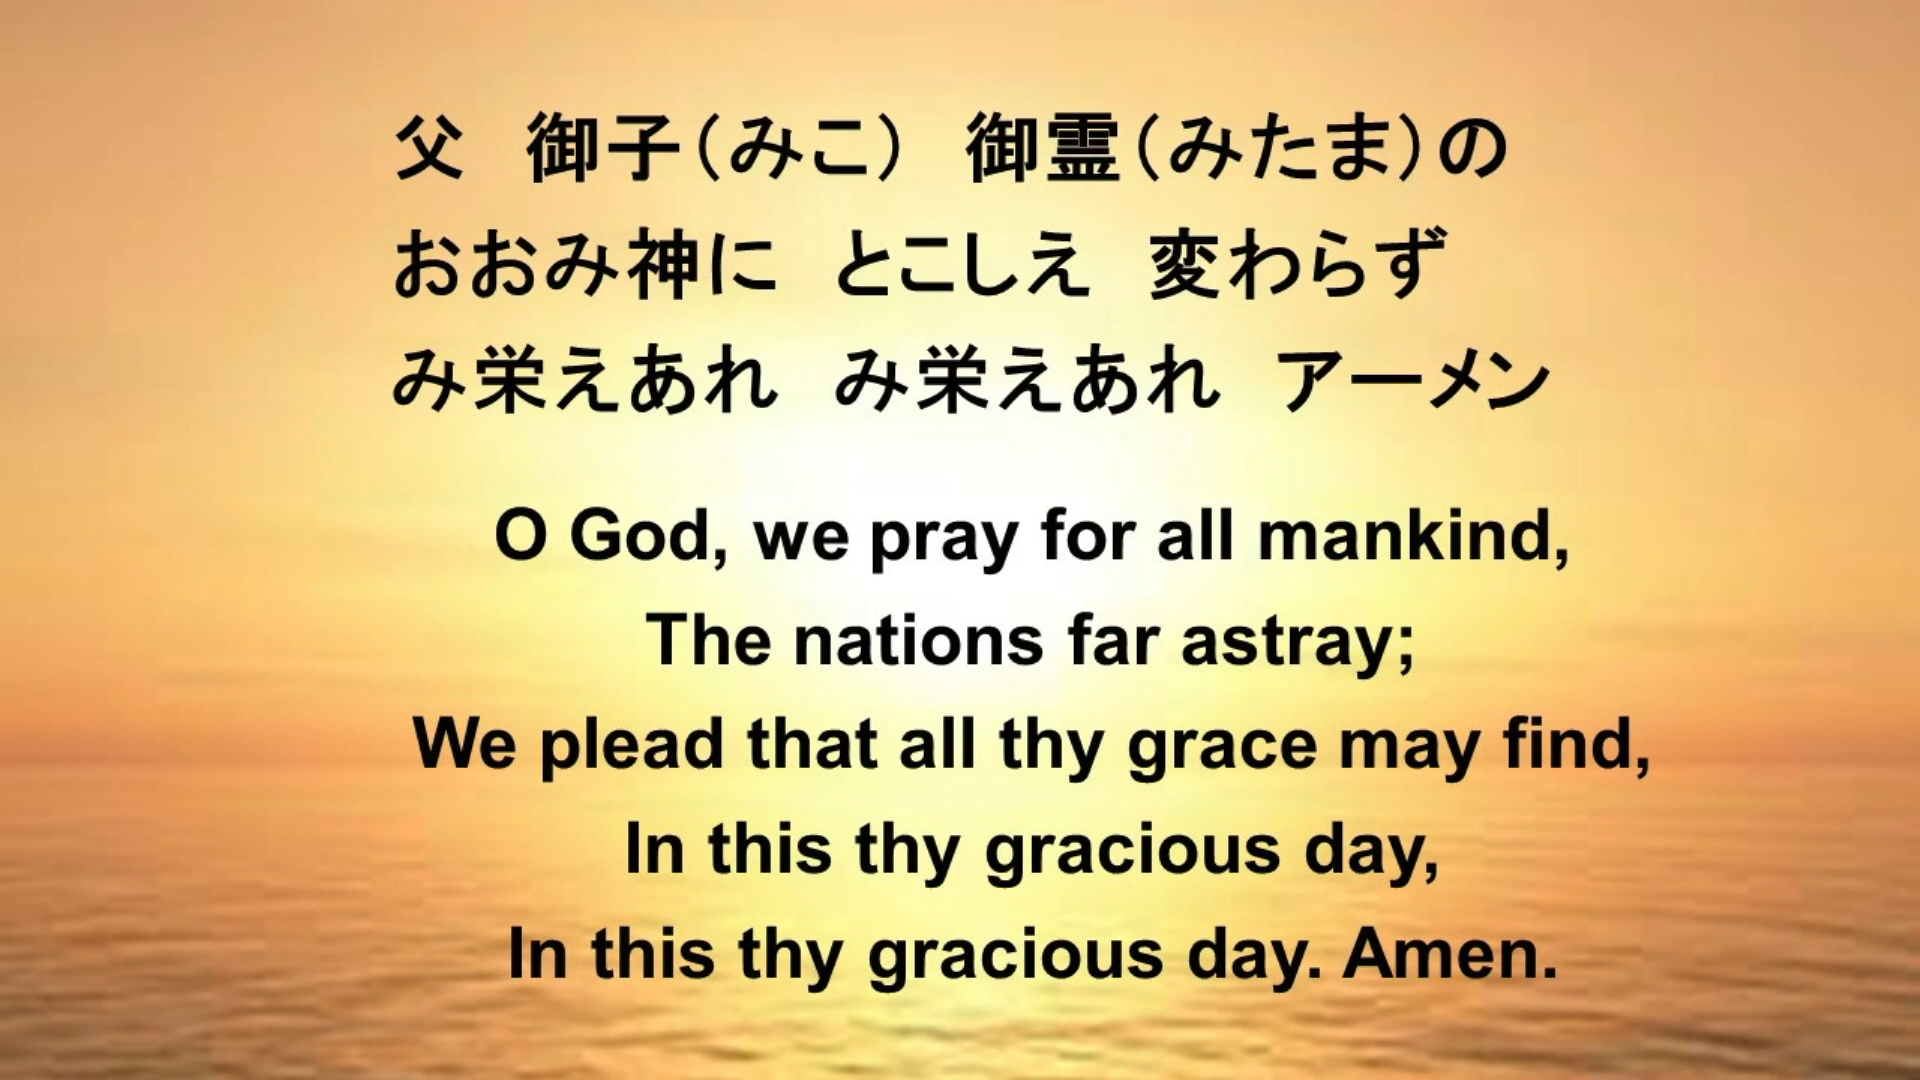 父　御子（みこ）　御霊（みたま）の
おおみ神に　とこしえ　変わらず
み栄えあれ　み栄えあれ　アーメン
O God, we pray for all mankind,
The nations far astray;
We plead that all thy grace may find,
In this thy gracious day,
In this thy gracious day. Amen.